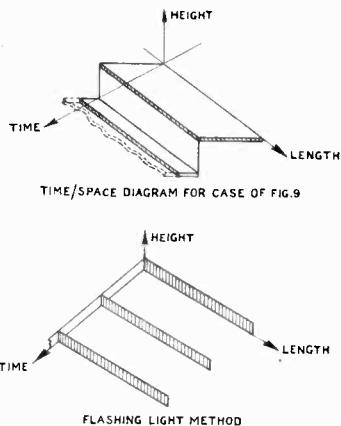 HEIGHT
TIME
LENGTH
TIME/SPACE DIAGRAM FOR CASE OF FIG.9
HEIGHT
LENGTH
TIME
FLASHING LIGHT METHOD